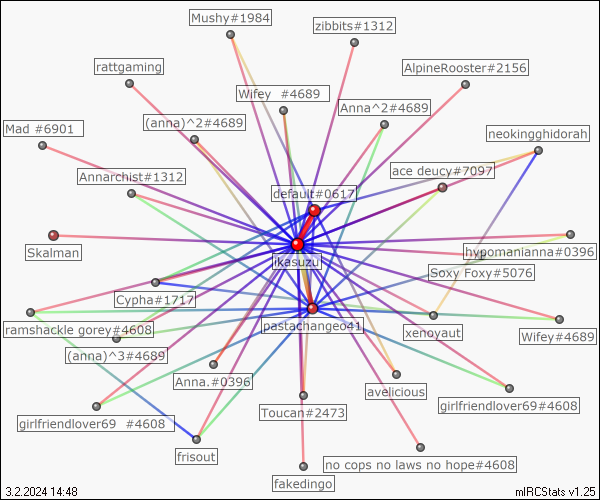 Mushy#1984
zibbits#1312
rattgaming
AlpineRooster#2156
Wifey #4689
Anna^2#4689
(anna)^2#4689
Mad #6901
neokingghidorah
ace deucy#7097
Annarchist#1312
default#0617
Skalman
ikasuzu
hypomanianna#0396
Soxy Foxy#5076
Cypha#1717
ramshackle gorey#4608
pastachangeo41
xenoyaut
Wifey#4689
(anna)^3#4689
Anna.#0396
avelicious
girlfriendlover69#4608
Toucan#2473
girlfriendlover69 #4608
frisout
no cops no laws no hope#4608
fakedingo
3.2.2024 14:48
mIRCStats v1.25